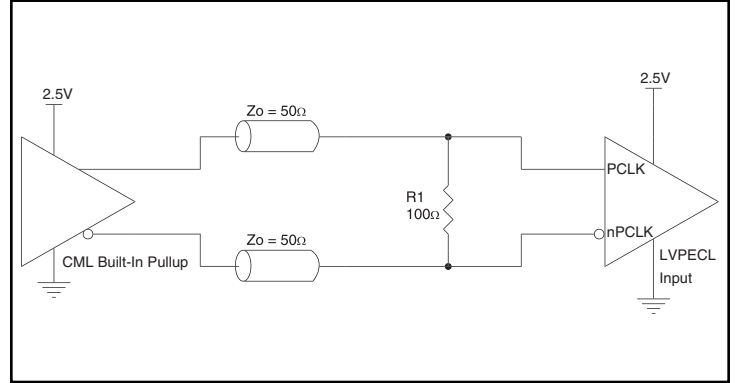 2.5V
2.5V
Zo = 50Ω
PCLK
R1
100Ω
Zo = 50Ω
nPCLK
CML Built-In Pullup
LVPECL
Input